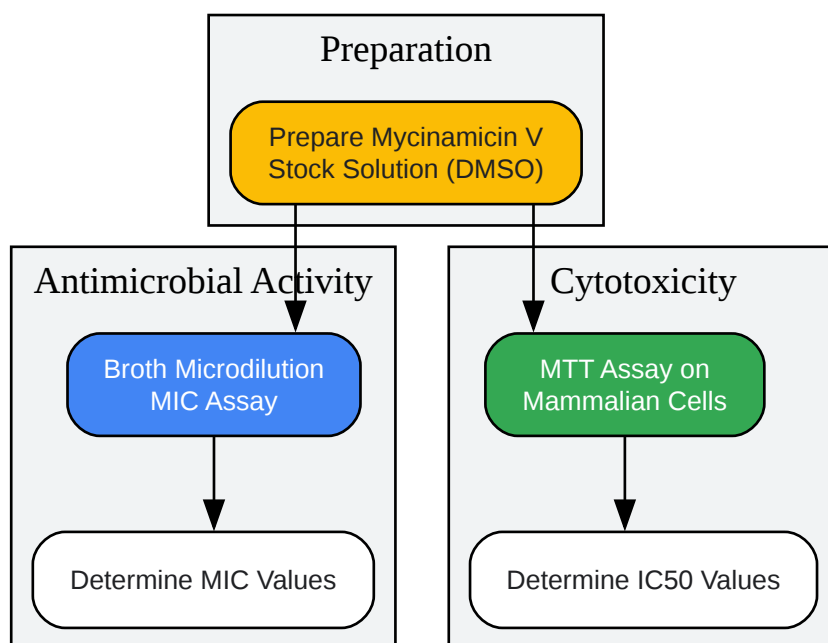 Preparation
Prepare Mycinamicin V
Stock Solution (DMSO)
Antimicrobial Activity
Broth Microdilution
MIC Assay
Determine MIC Values
Cytotoxicity
MTT Assay on
Mammalian Cells
Determine IC50 Values